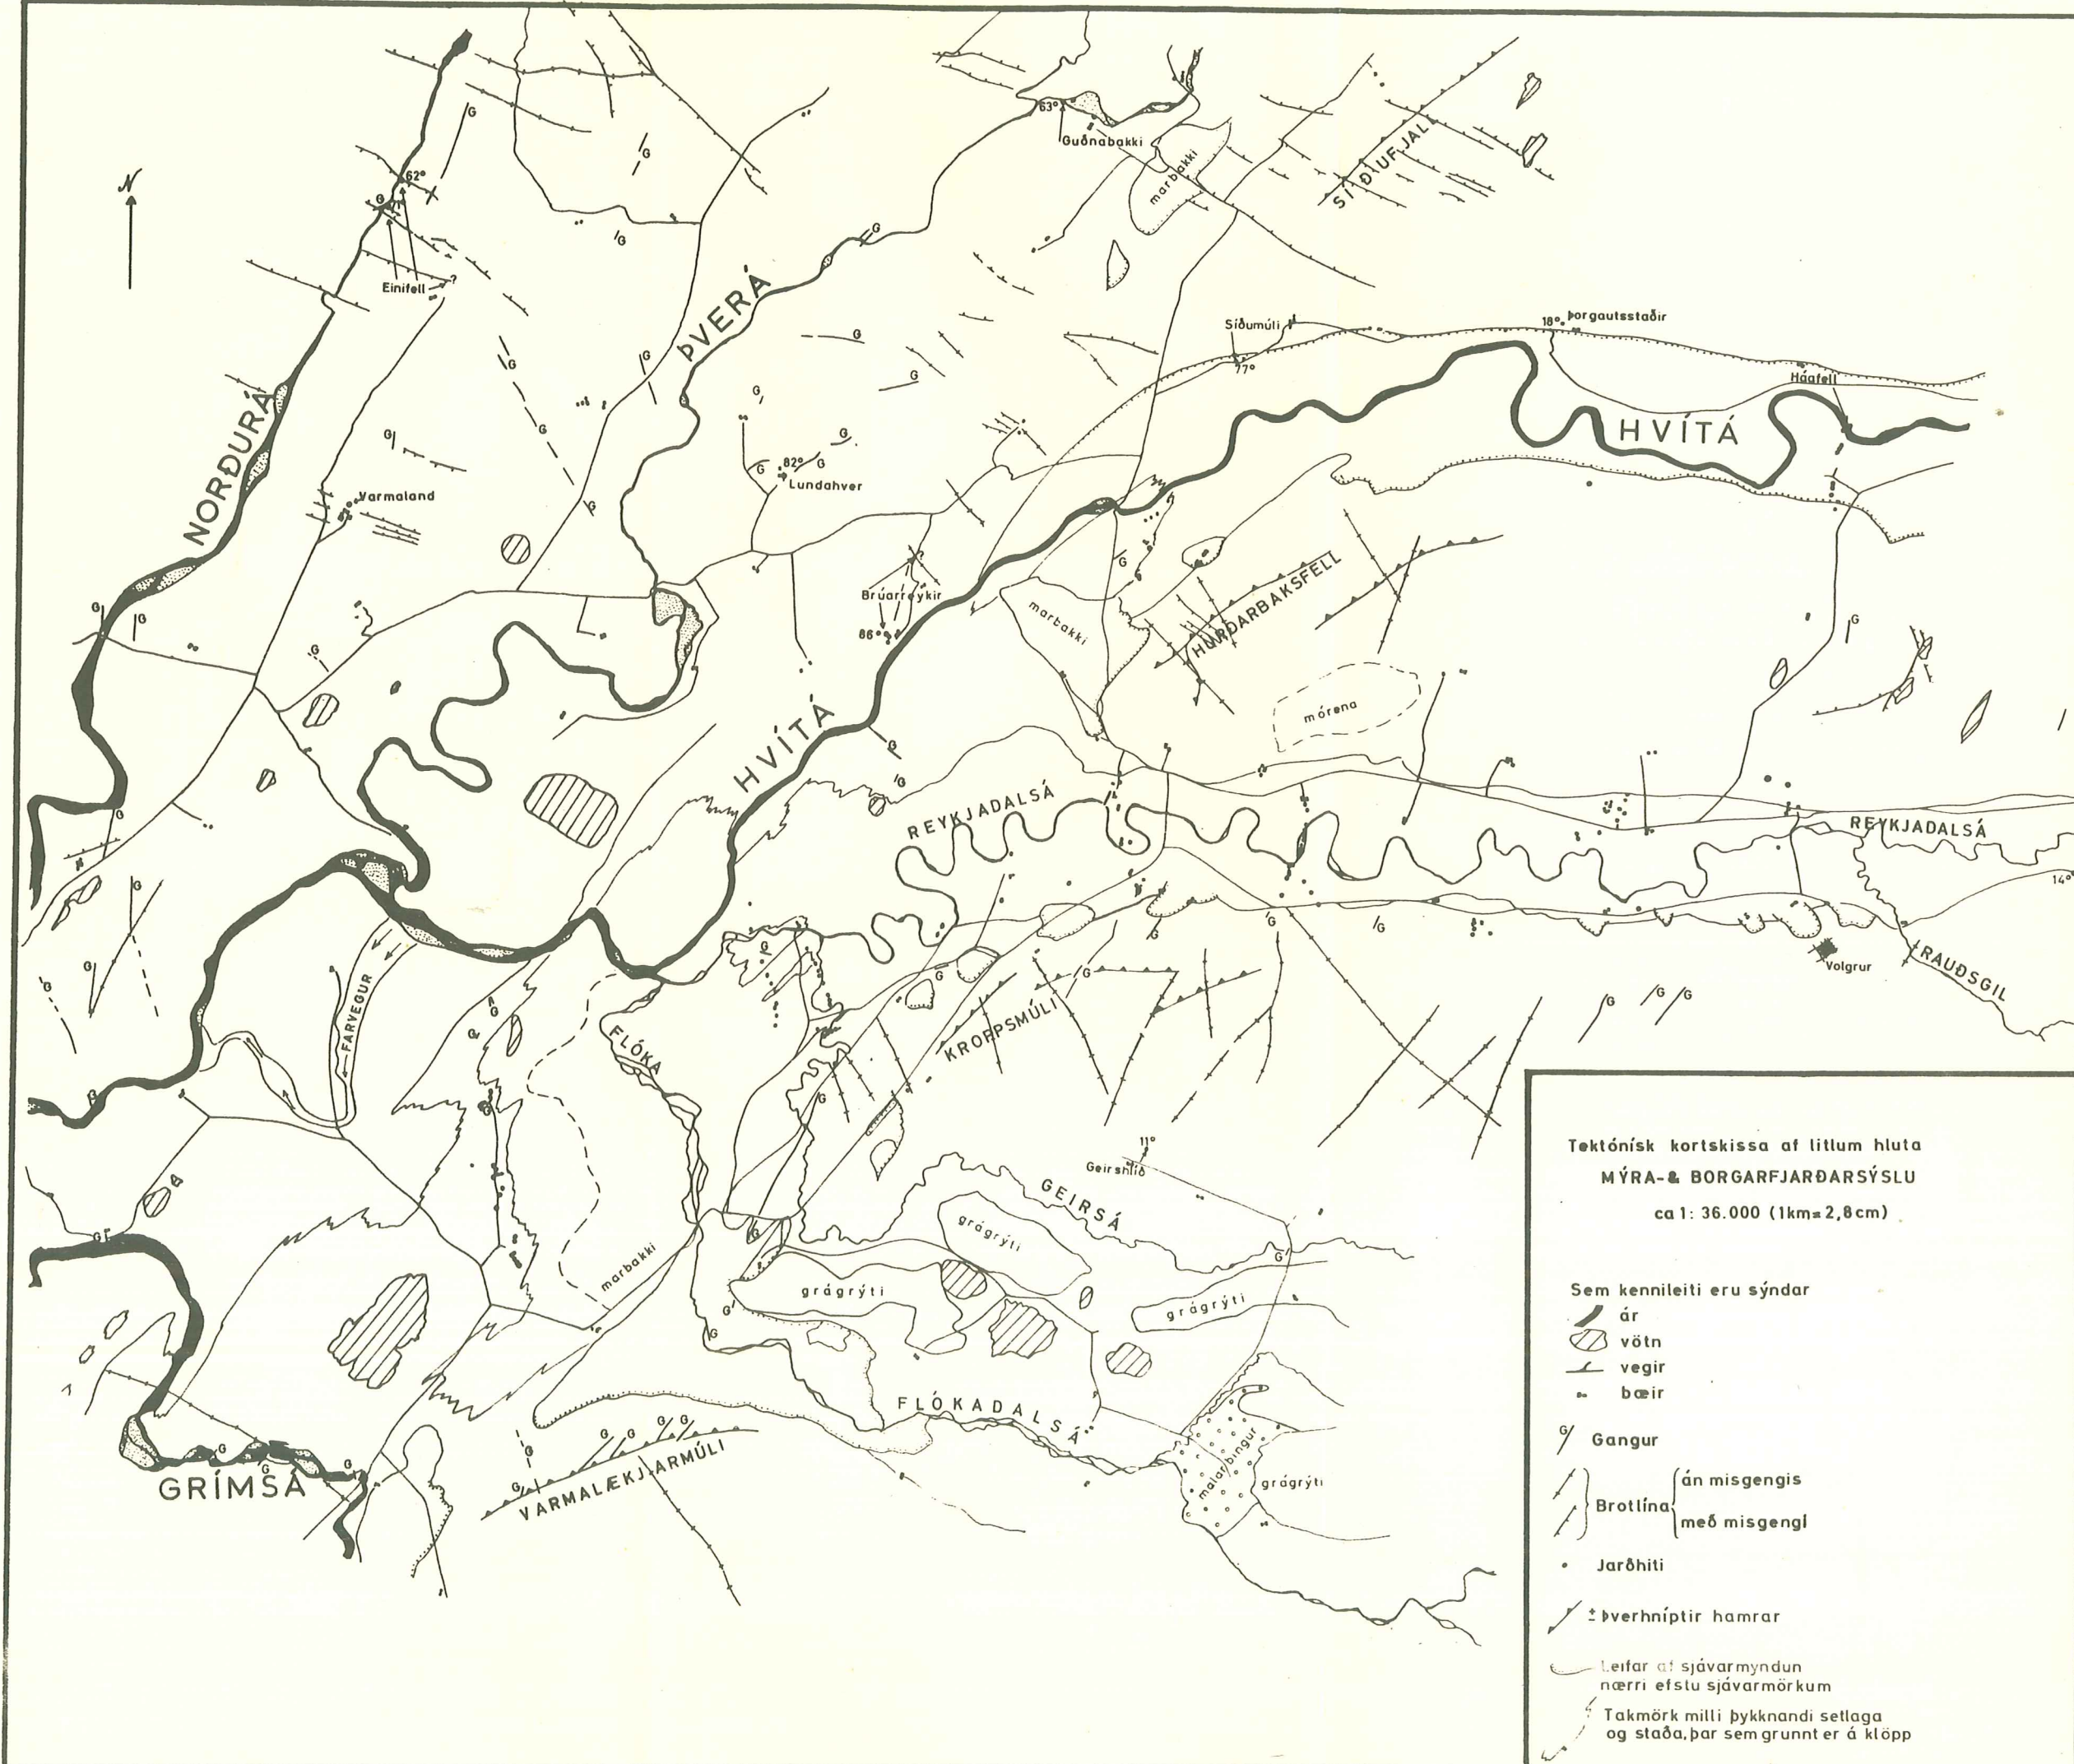 N
63°
Guðnabakki
marbakki
SÍÐUFJALL
62°
G
G
G
71°
G
G
Einifell
?
ÞVERÁ
Síðumúli
77°
18°
Þorgautsstaðir
Háafell
HVÍTÁ
NORÐURÁ
G
G
G
G
G
G
G
G
G
82°
G
Lundahver
Varmaland
G
?
Brúarreykir
86°
G
marbakki
HURÐARBAKSFELL
mórena
G
G
G
G
HVÍTÁ
G
G
REYKJADALSÁ
REYKJADALSÁ
14°
G
G
G
G
G
G
G
G
FARVEGUR
FLÓKA
KROPPSMÚLI
G
Volgrur
RAUÐSGIL
G
G
G
G
G
G
G
G
G
11°
Geirshlíð
GEIRSÁ
grágrýti
G
G
G
grágrýti
grágrýti
marbakki
G
G
FLÓKADALSÁ
malarbingur
grágrýti
G
G
G
G
G
G
VARMALÆKJARMÚLI
G
G
G
GRÍMSÁ
Tektónísk kortskissa af litlum hluta
MÝRA-& BORGARFJARÐARSÝSLU
ca 1: 36.000 (1km=2,8cm)
Sem kennileiti eru sýndar
ár
vötn
vegir
bæir
G Gangur
Brotlína
án misgengis
með misgengi
Jarðhiti
± Þverhníptir hamrar
Leifar af sjávarmyndun
nærri efstu sjávarmörkum
Takmörk milli þykknandi setlaga
og staða, þar sem grunnt er á klöpp